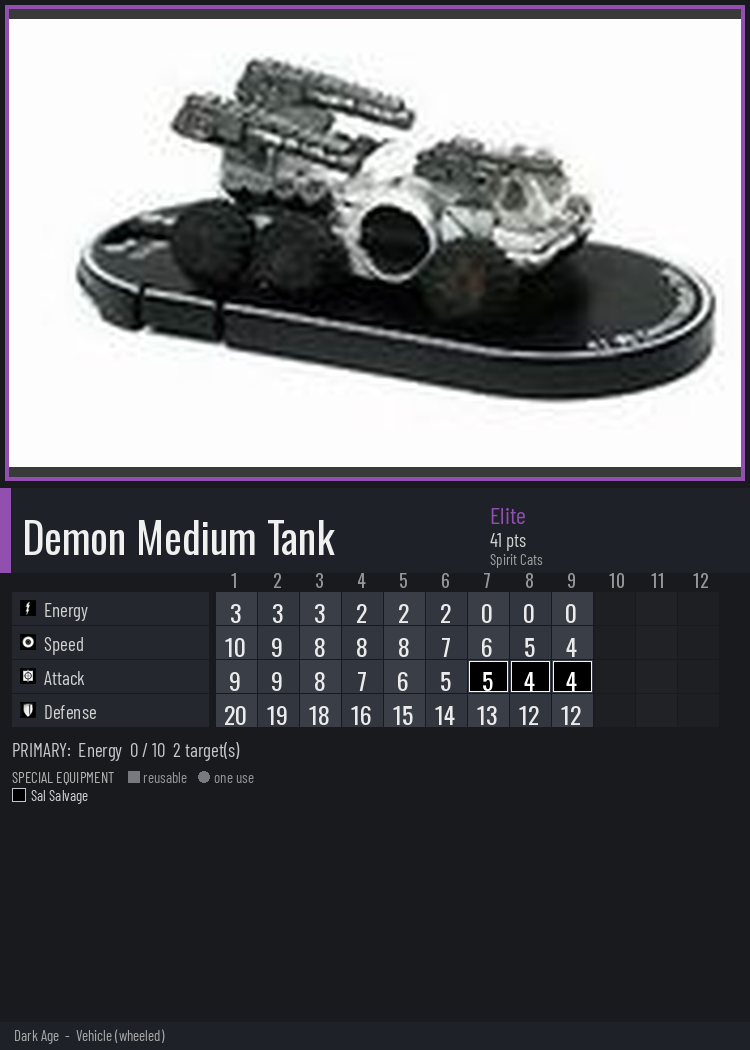 Demon Medium Tank
Elite
41 pts
Spirit Cats
1 2 3 4 5 6 7 8 9 10 11 12
Energy 3 3 3 2 2 2 0 0 0
Speed 10 9 8 8 8 7 6 5 4
Attack 9 9 8 7 6 5 5 4 4
Defense 20 19 18 16 15 14 13 12 12
PRIMARY: Energy 0 / 10 2 target(s)
SPECIAL EQUIPMENT reusable one use
Sal Salvage
Dark Age - Vehicle (wheeled)